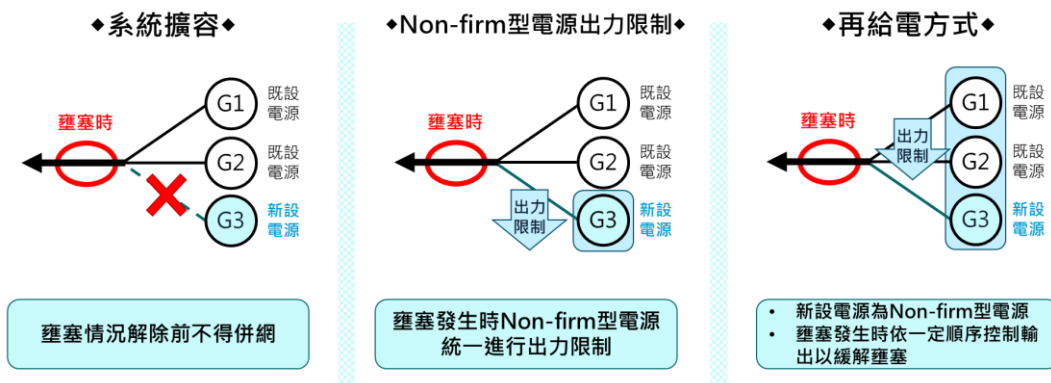 ◆系統擴容◆
壅塞時
G1
既設
電源
G2
既設
電源
G3
新設
電源
壅塞情況解除前不得併網
◆Non-firm型電源出力限制◆
壅塞時
G1
既設
電源
G2
既設
電源
出力
限制
G3
新設
電源
壅塞發生時Non-firm型電源
統一進行出力限制
◆再給電方式◆
壅塞時
出力
限制
G1
既設
電源
G2
既設
電源
G3
新設
電源
• 新設電源為Non-firm型電源
• 壅塞發生時依一定順序控制輸
出以緩解壅塞